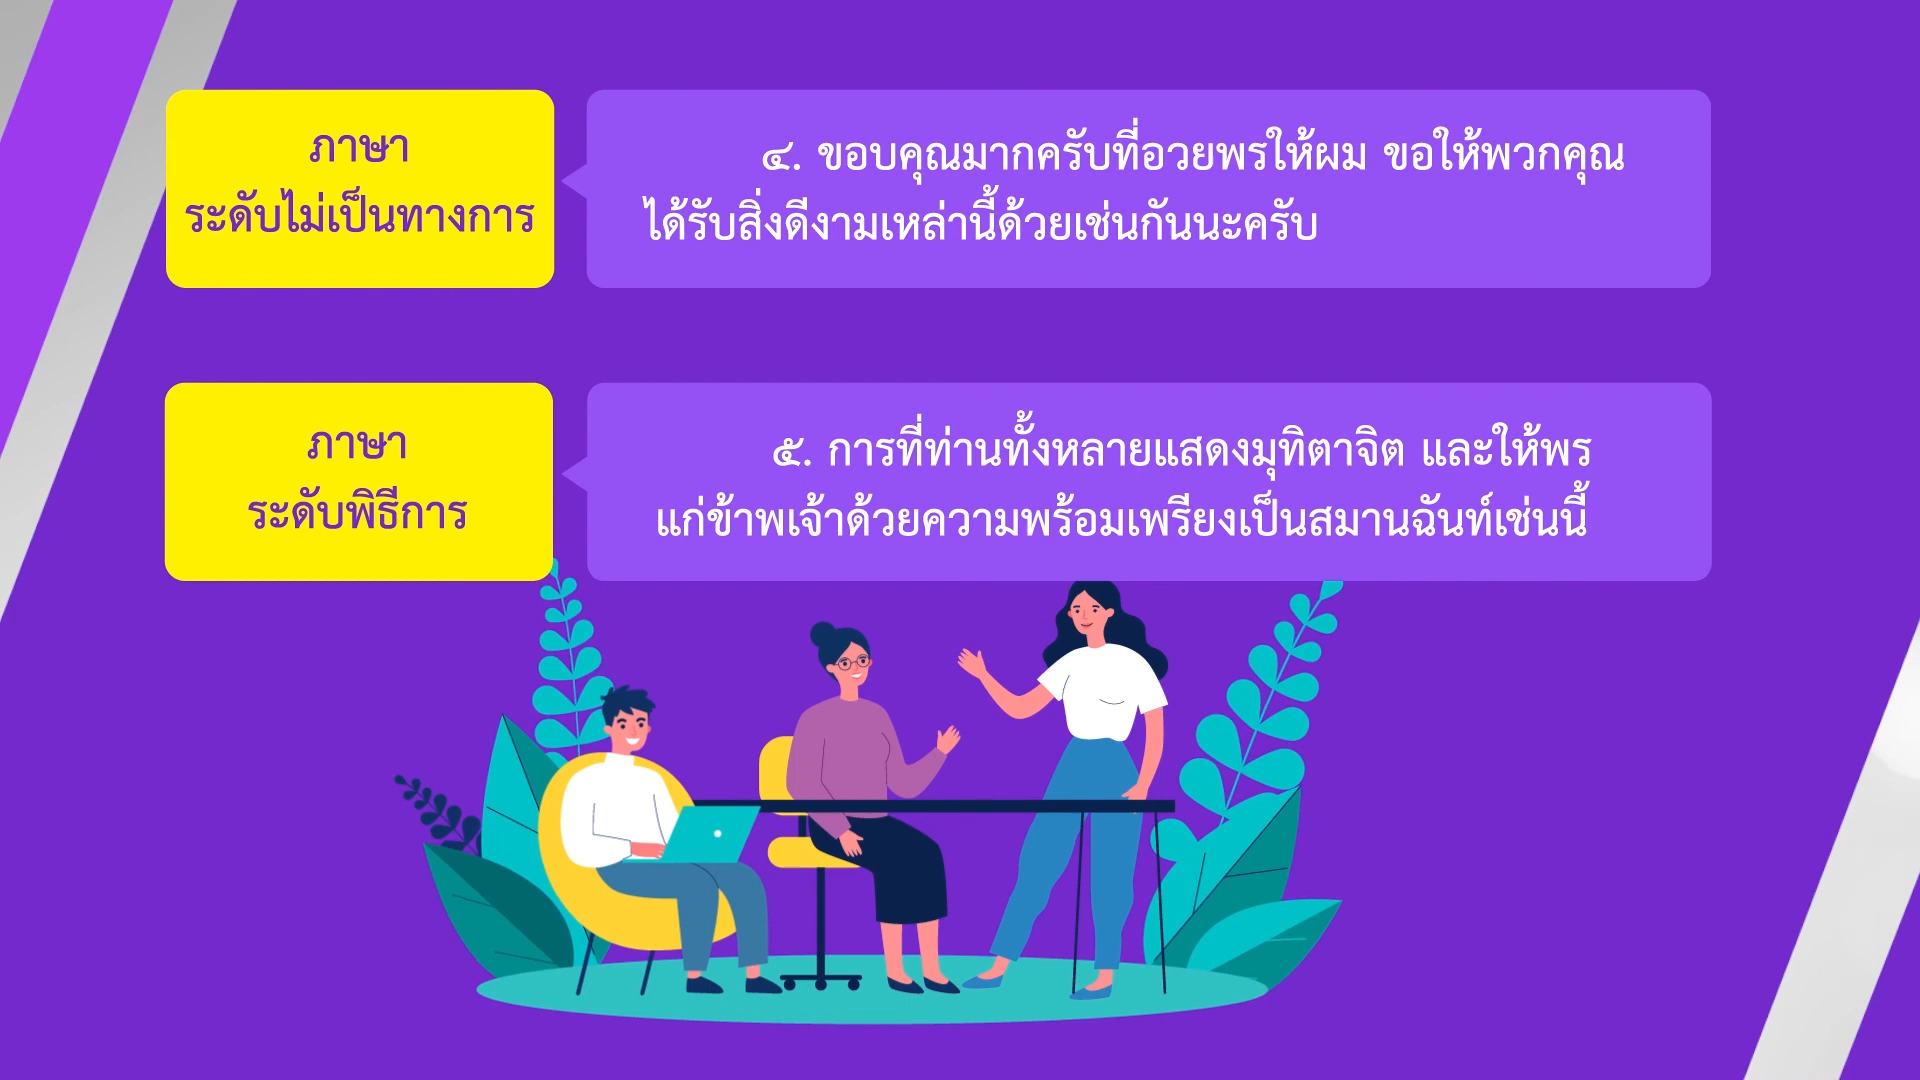 ภาษา
ระดับไม่เป็นทางการ
๔. ขอบคุณมากครับที่อวยพรให้ผม ขอให้พวกคุณ
ได้รับสิ่งดีงามเหล่านี้ด้วยเช่นกันนะครับ
ภาษา
ระดับพิธีการ
๕. การที่ท่านทั้งหลายแสดงมุทิตาจิต และให้พร
แก่ข้าพเจ้าด้วยความพร้อมเพรียงเป็นสมานฉันท์เช่นนี้